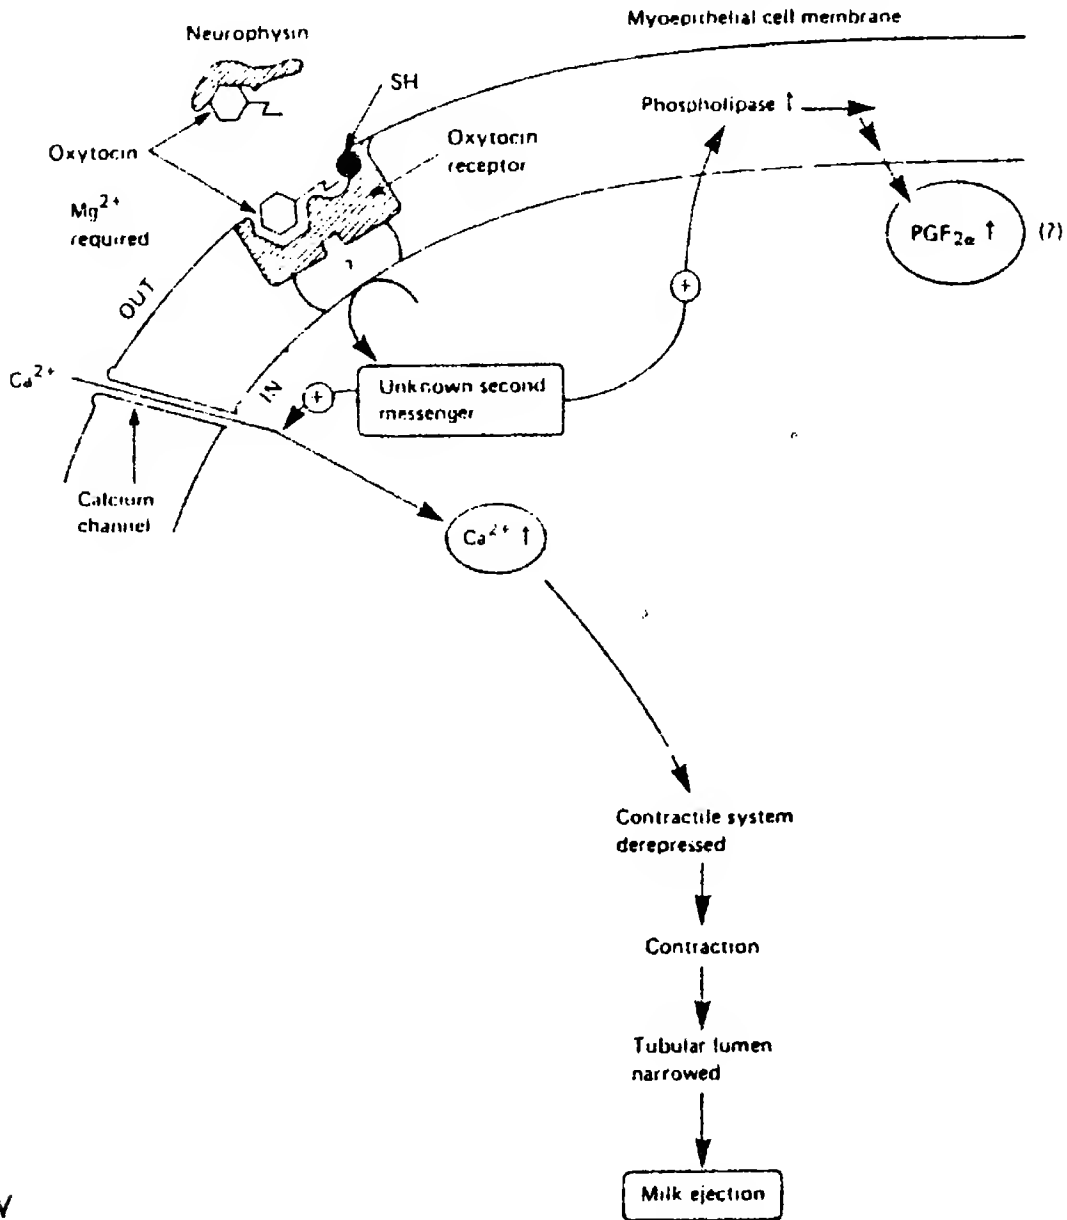 Myoepithelial cell membrane
Neurophysin
SH
Phospholipase ↑
Oxytocin
receptor
Oxytocin
Mg²⁺
required
PGF₂α ↑ (?)
OUT
?
+
Ca²⁺
IN
+
Unknown second
messenger
Calcium
channel
Ca²⁺ ↑
Contractile system
derepressed
Contraction
Tubular lumen
narrowed
Milk ejection